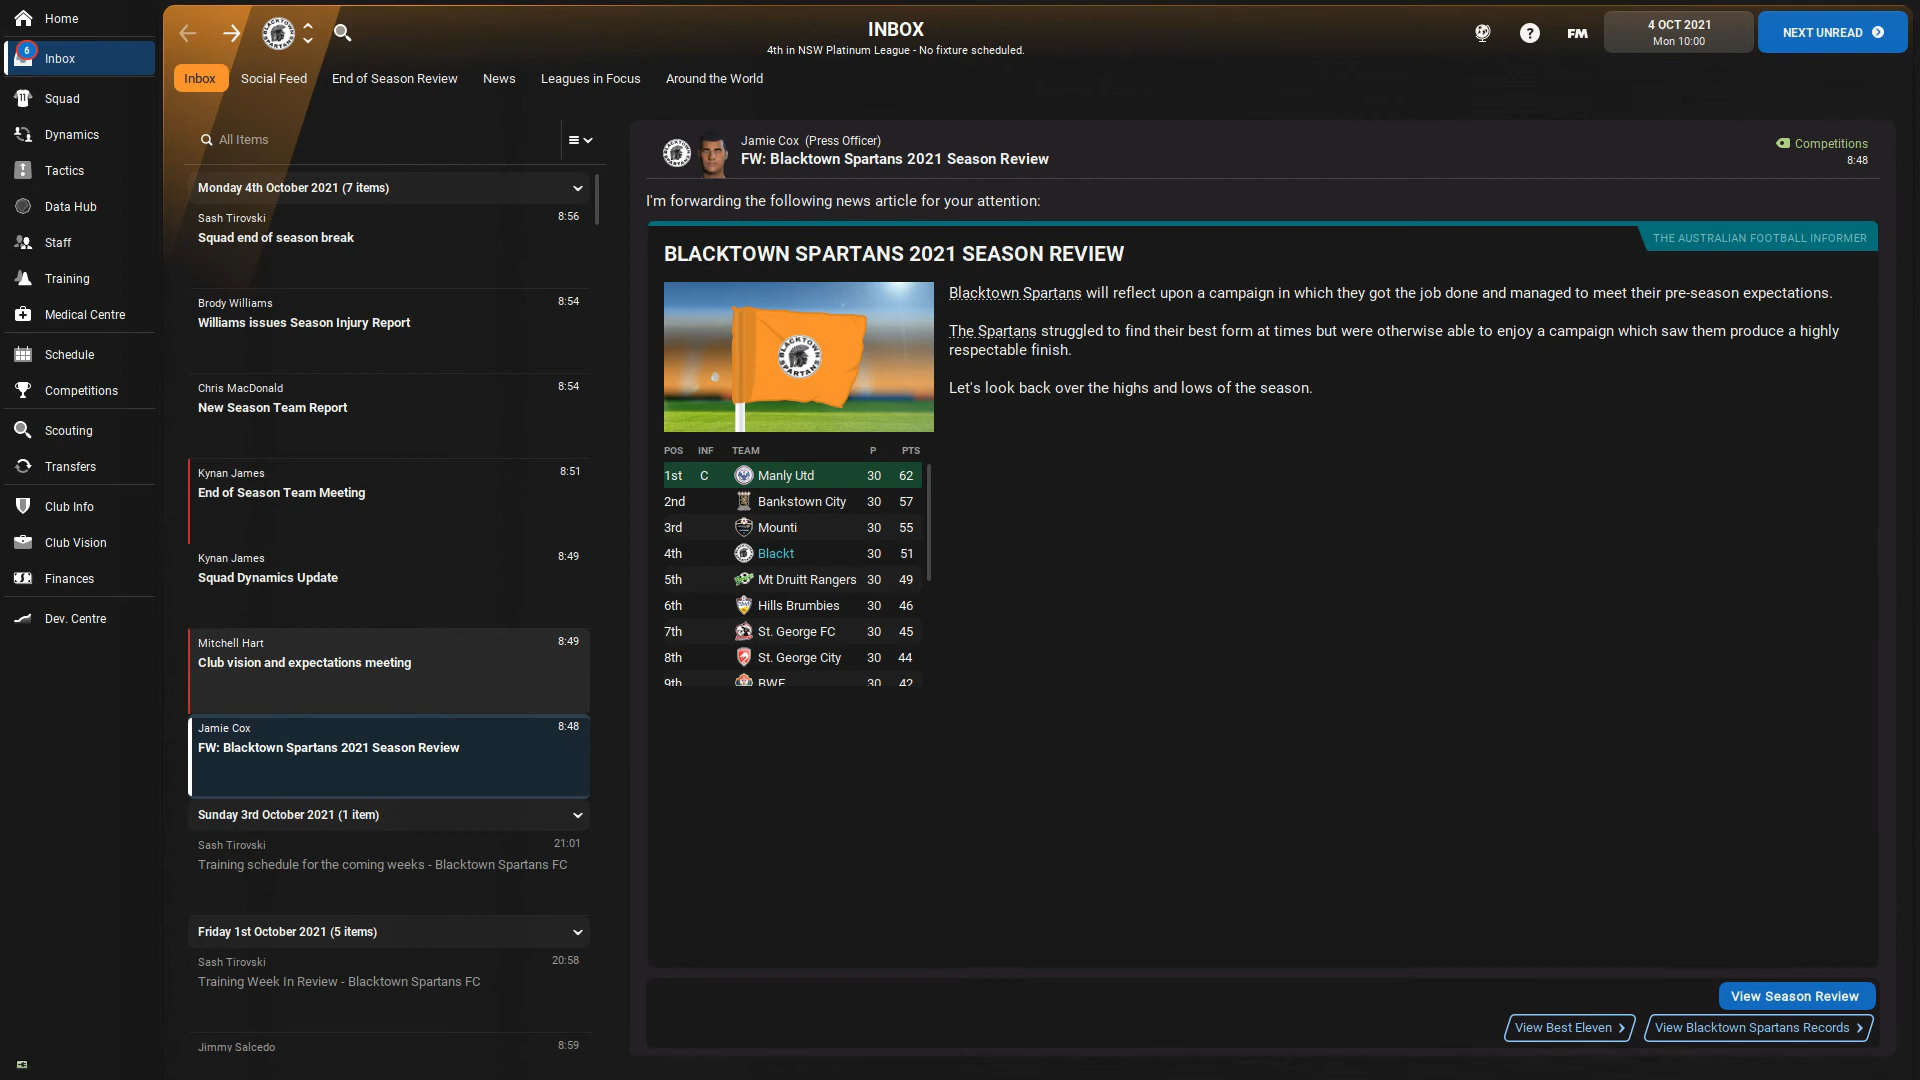 Home
Inbox
6
Squad
Dynamics
Tactics
Data Hub
Staff
Training
Medical Centre
Schedule
Competitions
Scouting
Transfers
Club Info
Club Vision
Finances
Dev. Centre
INBOX
4th in NSW Platinum League - No fixture scheduled.
FM
4 OCT 2021
Mon 10:00
NEXT UNREAD
Inbox Social Feed End of Season Review News Leagues in Focus Around the World
All Items
Monday 4th October 2021 (7 items)
Sash Tirovski 8:56
Squad end of season break
Brody Williams 8:54
Williams issues Season Injury Report
Chris MacDonald 8:54
New Season Team Report
Kynan James 8:51
End of Season Team Meeting
Kynan James 8:49
Squad Dynamics Update
Mitchell Hart 8:49
Club vision and expectations meeting
Jamie Cox 8:48
FW: Blacktown Spartans 2021 Season Review
Sunday 3rd October 2021 (1 item)
Sash Tirovski 21:01
Training schedule for the coming weeks - Blacktown Spartans FC
Friday 1st October 2021 (5 items)
Sash Tirovski 20:58
Training Week In Review - Blacktown Spartans FC
Jimmy Salcedo 8:59
Jamie Cox (Press Officer)
FW: Blacktown Spartans 2021 Season Review
Competitions
8:48
I'm forwarding the following news article for your attention:
THE AUSTRALIAN FOOTBALL INFORMER
BLACKTOWN SPARTANS 2021 SEASON REVIEW
BLACKTOWN
SPARTANS
Blacktown Spartans will reflect upon a campaign in which they got the job done and managed to meet their pre-season expectations.
The Spartans struggled to find their best form at times but were otherwise able to enjoy a campaign which saw them produce a highly
respectable finish.
Let's look back over the highs and lows of the season.
POS INF TEAM P PTS
1st C Manly Utd 30 62
2nd Bankstown City 30 57
3rd Mounti 30 55
4th Blackt 30 51
5th Mt Druitt Rangers 30 49
6th Hills Brumbies 30 46
7th St. George FC 30 45
8th St. George City 30 44
9th BWF 30 42
View Season Review
View Best Eleven
View Blacktown Spartans Records